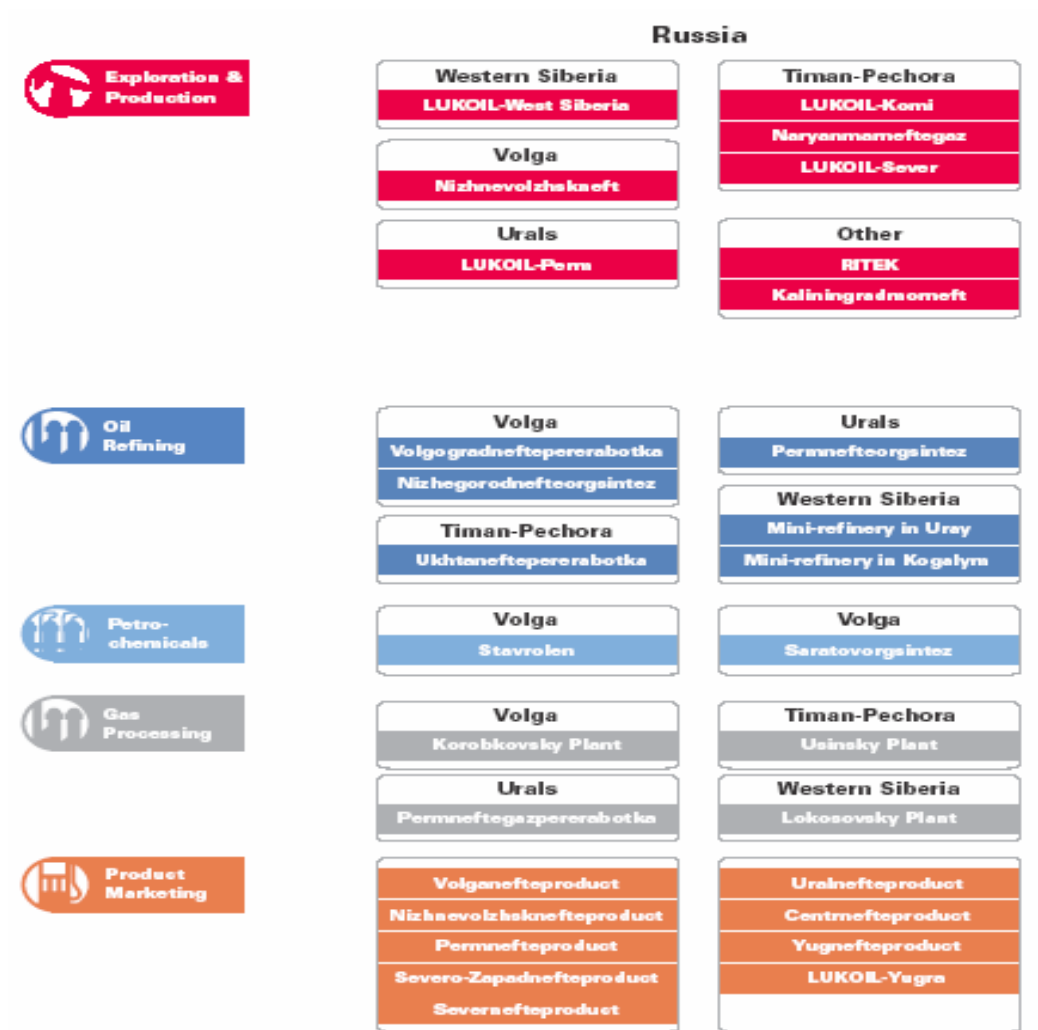 Russia
Exploration &
Production
Western Siberia
LUKOIL-West Siberia
Volga
Nizhnevolzhskneft
Urals
LUKOIL-Perm
Timan-Pechora
LUKOIL-Komi
Naryanmarneftegaz
LUKOIL-Sever
Other
RITEK
Kaliningradmorneft
Oil
Refining
Volga
Volgogradneftepererabotka
Nizhegorodnefteorgsintez
Timan-Pechora
Ukhtaneftepererabotka
Urals
Permnefteorgsintez
Western Siberia
Mini-refinery in Uray
Mini-refinery in Kogalym
Petro-
chemicals
Volga
Stavrolen
Volga
Saratovorgsintez
Gas
Processing
Volga
Korobkovsky Plant
Timan-Pechora
Usinsky Plant
Urals
Permneftegazpererabotka
Western Siberia
Lokosovsky Plant
Product
Marketing
Volganefteproduct
Nizhnevolzhsknefteproduct
Permnefteproduct
Severo-Zapadnefteproduct
Severnefteproduct
Uralnefteproduct
Centrnefteproduct
Yugnefteproduct
LUKOIL-Yugra